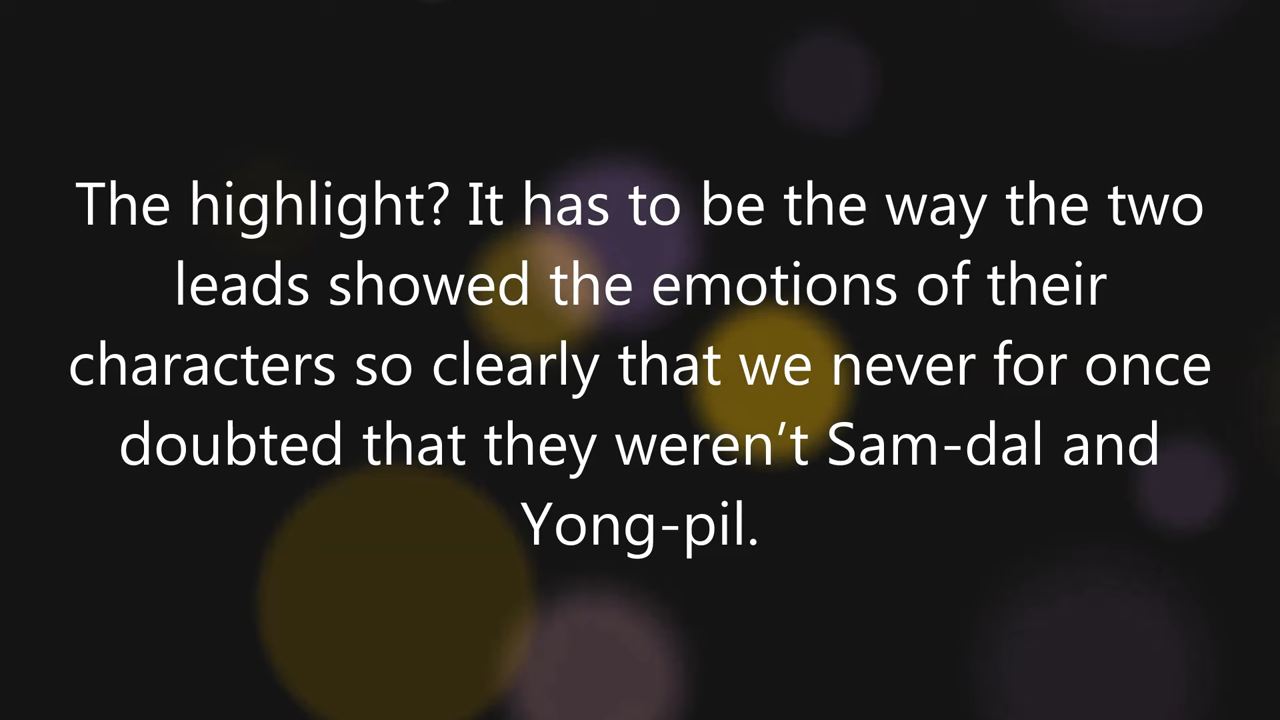 The highlight? It has to be the way the two
leads showed the emotions of their
characters so clearly that we never for once
doubted that they weren’t Sam-dal and
Yong-pil.